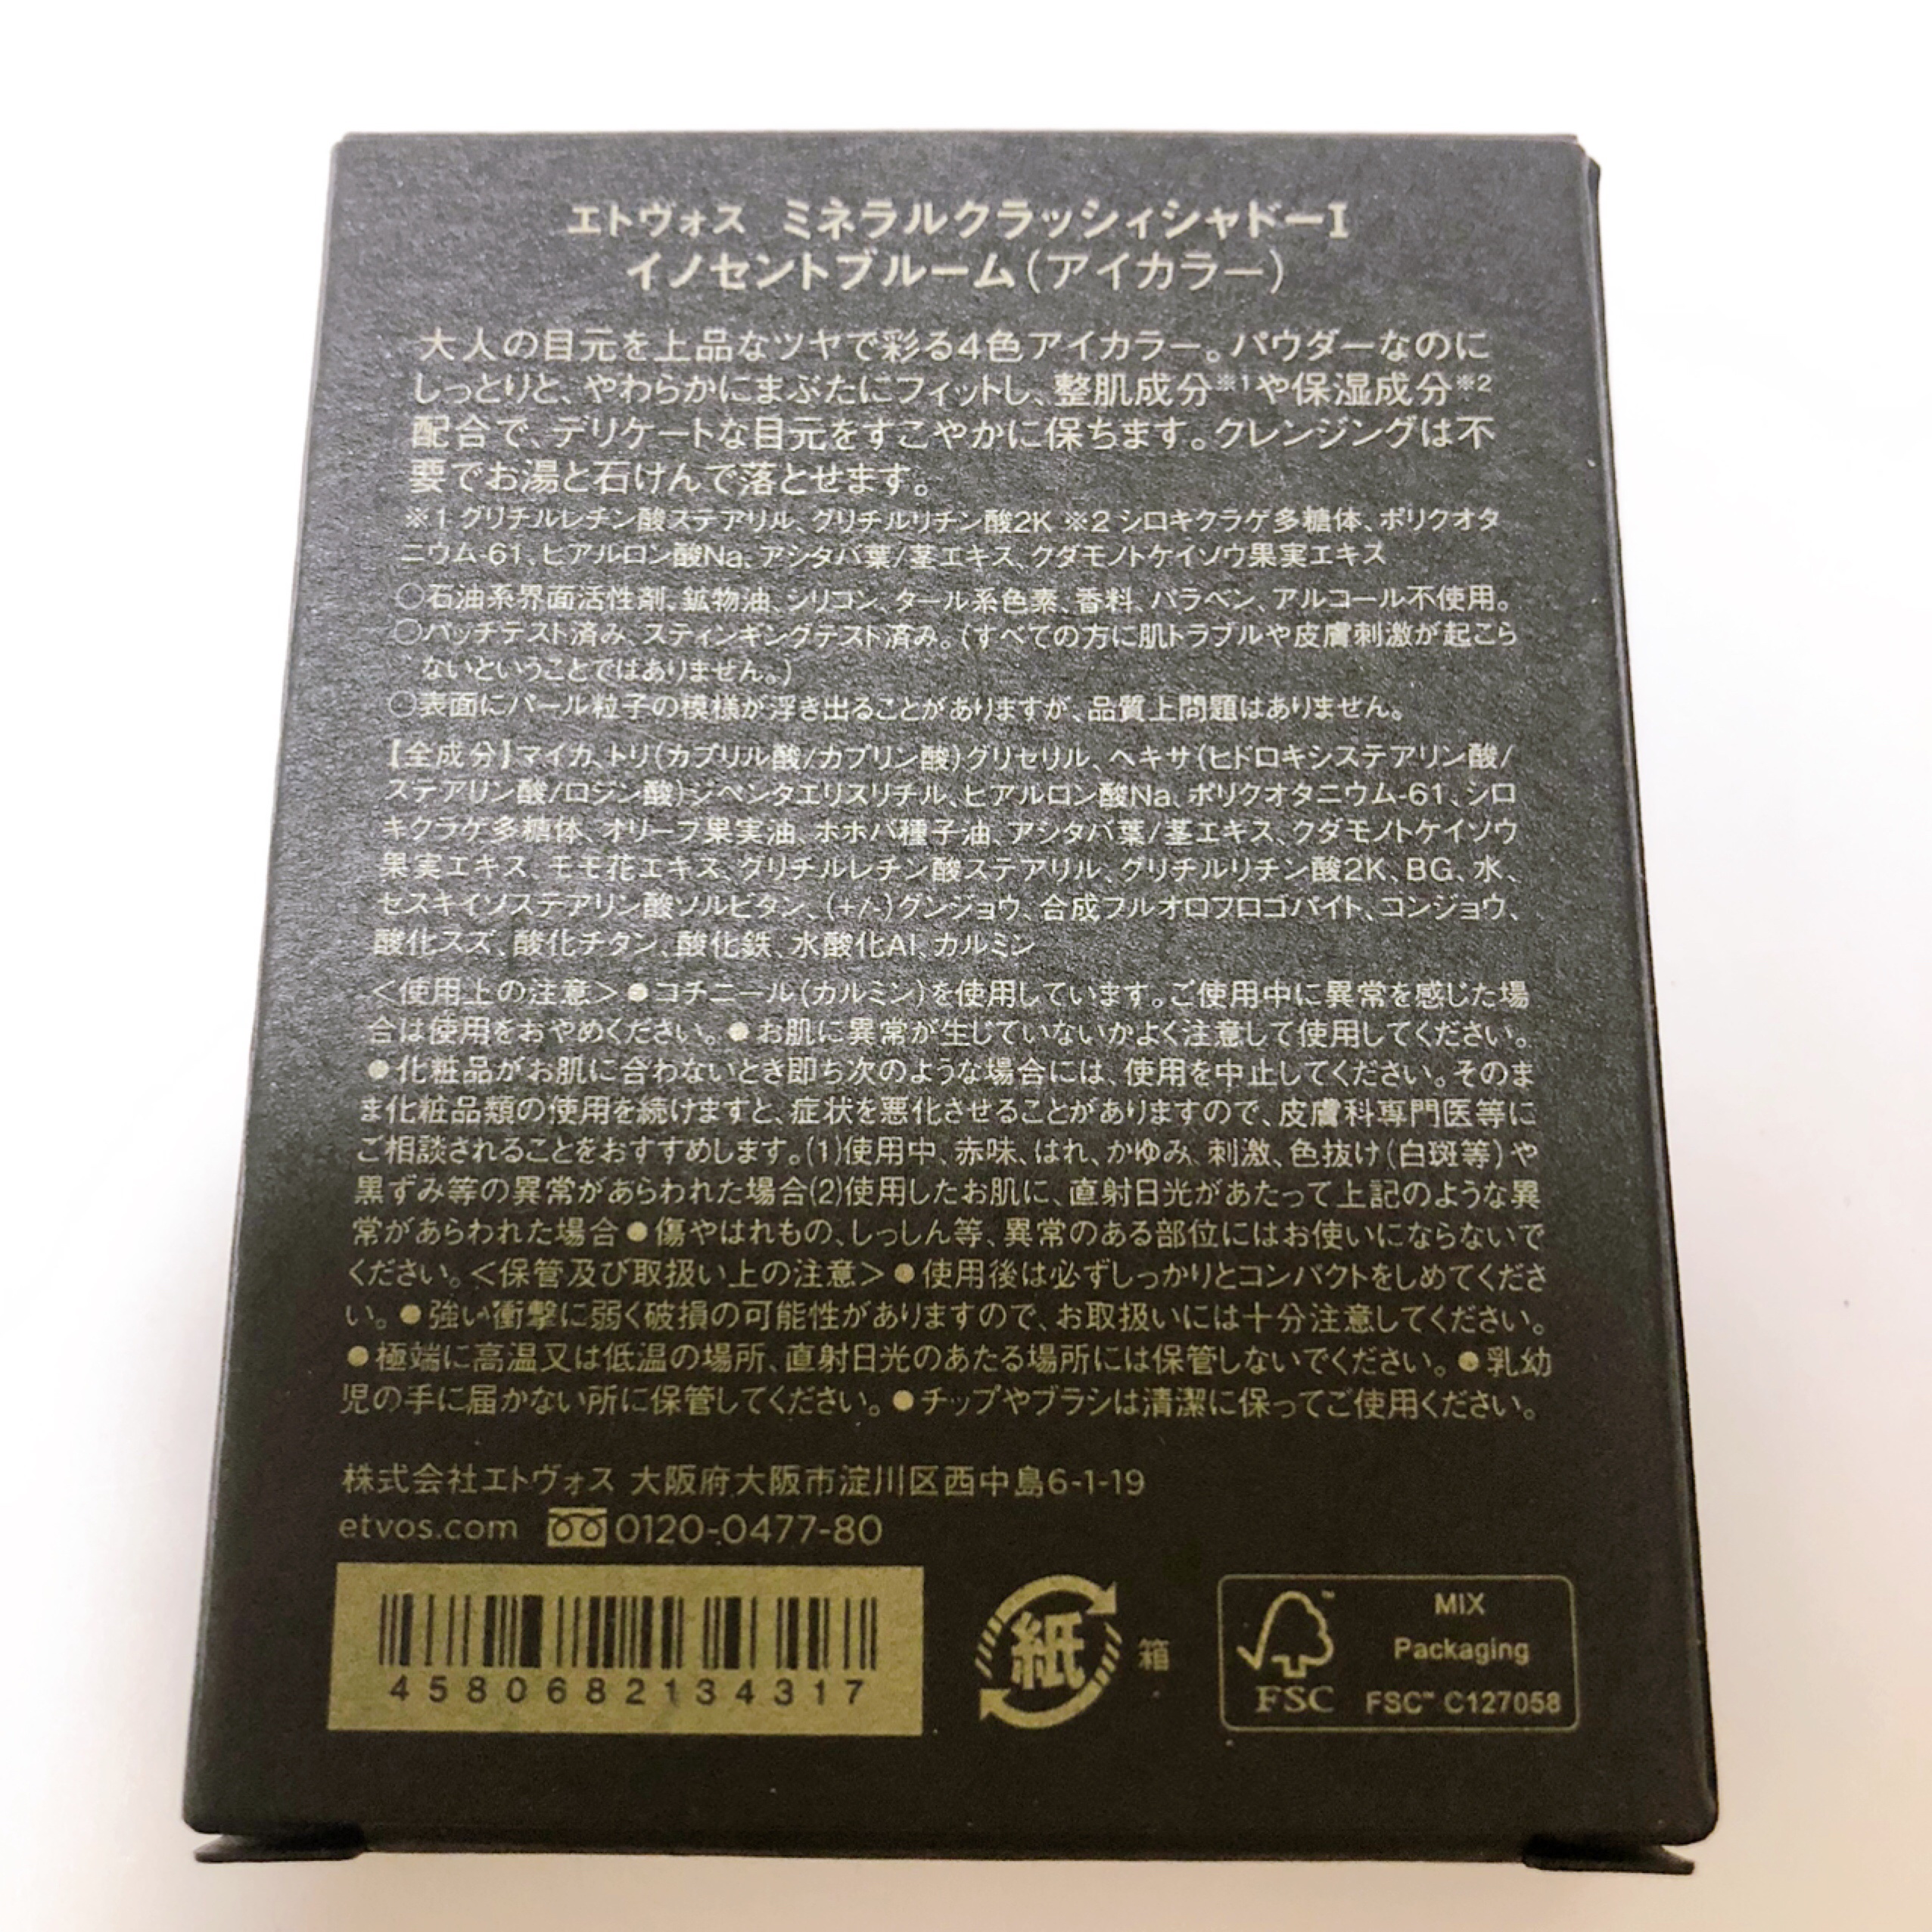 エトヴォス ミネラルクラッシィシャドーI
イノセントブルーム(アイカラー)
大人の目元を上品なツヤで彩る4色アイカラー。パウダーなのに
しっとりと、やわらかにまぶたにフィットし、整肌成分※1や保湿成分※2
配合で、デリケートな目元をすこやかに保ちます。クレンジングは不
要でお湯と石けんで落とせます。
※1 グリチルレチン酸ステアリル、グリチルリチン酸2K ※2 シロキクラゲ多糖体、ポリクオタ
ニウム-61、ヒアルロン酸Na、アシタバ葉/茎エキス、クダモノトケイソウ果実エキス
○石油系界面活性剤、鉱物油、シリコン、タール系色素、香料、パラベン、アルコール不使用。
○パッチテスト済み、スティンギングテスト済み。(すべての方に肌トラブルや皮膚刺激が起こら
ないということではありません。)
○表面にパール粒子の模様が浮き出ることがありますが、品質上問題はありません。
【全成分】マイカ、トリ(カプリル酸/カプリン酸)グリセリル、ヘキサ(ヒドロキシステアリン酸/
ステアリン酸/ロジン酸)ジペンタエリスリチル、ヒアルロン酸Na、ポリクオタニウム-61、シロ
キクラゲ多糖体、オリーブ果実油、ホホバ種子油、アシタバ葉/茎エキス、クダモノトケイソウ
果実エキス、モモ花エキス、グリチルレチン酸ステアリル、グリチルリチン酸2K、BG、水、
セスキイソステアリン酸ソルビタン、(+/-)グンジョウ、合成フルオロフロゴパイト、コンジョウ、
酸化スズ、酸化チタン、酸化鉄、水酸化Al、カルミン
＜使用上の注意＞●コチニール(カルミン)を使用しています。ご使用中に異常を感じた場
合は使用をおやめください。●お肌に異常が生じていないかよく注意して使用してください。
●化粧品がお肌に合わないとき即ち次のような場合には、使用を中止してください。そのま
ま化粧品類の使用を続けますと、症状を悪化させることがありますので、皮膚科専門医等に
ご相談されることをおすすめします。(1)使用中、赤味、はれ、かゆみ、刺激、色抜け(白斑等)や
黒ずみ等の異常があらわれた場合(2)使用したお肌に、直射日光があたって上記のような異
常があらわれた場合●傷やはれもの、しっしん等、異常のある部位にはお使いにならないで
ください。＜保管及び取扱い上の注意＞●使用後は必ずしっかりとコンパクトをしめてくださ
い。●強い衝撃に弱く破損の可能性がありますので、お取扱いには十分注意してください。
●極端に高温又は低温の場所、直射日光のあたる場所には保管しないでください。●乳幼
児の手に届かない所に保管してください。●チップやブラシは清潔に保ってご使用ください。
株式会社エトヴォス 大阪府大阪市淀川区西中島6-1-19
etvos.com 0120-0477-80
4580682134317
紙
箱
FSC
MIX
Packaging
FSC™ C127058